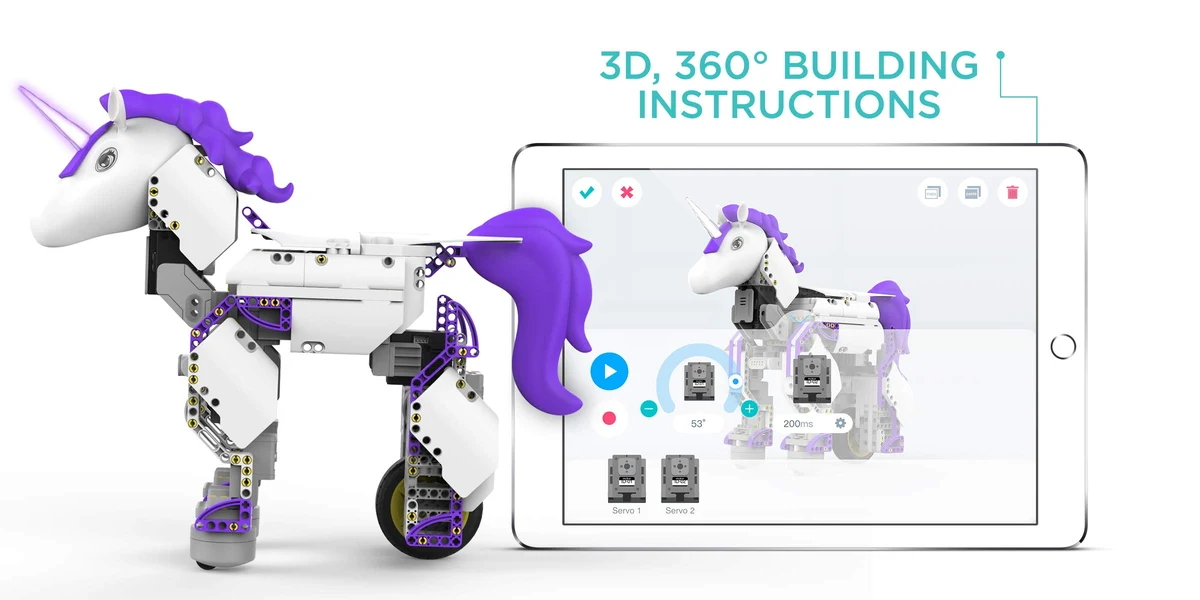 3D, 360° BUILDING
INSTRUCTIONS
53°
200ms
Servo 1
Servo 2